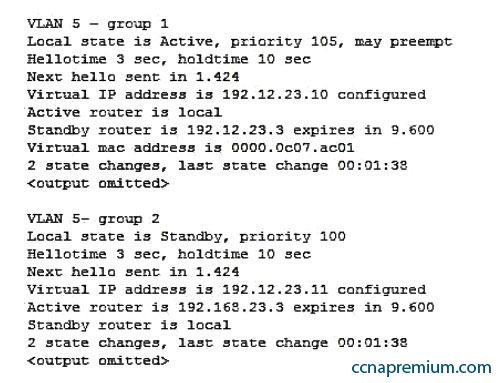 VLAN 5 – group 1
Local state is Active, priority 105, may preempt
Hellotime 3 sec, holdtime 10 sec
Next hello sent in 1.424
Virtual IP address is 192.12.23.10 configured
Active router is local
Standby router is 192.12.23.3 expires in 9.600
Virtual mac address is 0000.0c07.ac01
2 state changes, last state change 00:01:38
<output omitted>
VLAN 5– group 2
Local state is Standby, priority 100
Hellotime 3 sec, holdtime 10 sec
Next hello sent in 1.424
Virtual IP address is 192.12.23.11 configured
Active router is 192.168.23.3 expires in 9.600
Standby router is local
2 state changes, last state change 00:01:38
<output omitted>
ccnapremium.com